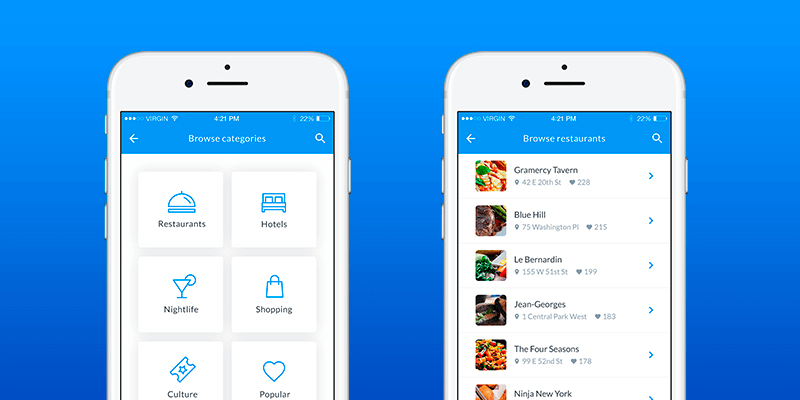 VIRGIN 4:21 PM 22%
Browse categories
Restaurants
Hotels
Nightlife
Shopping
Culture
Popular
VIRGIN 4:21 PM 22%
Browse restaurants
Gramercy Tavern
42 E 20th St 228
Blue Hill
75 Washington Pl 215
Le Bernardin
155 W 51st St 199
Jean-Georges
1 Central Park West 183
The Four Seasons
99 E 52nd St 178
Ninja New York